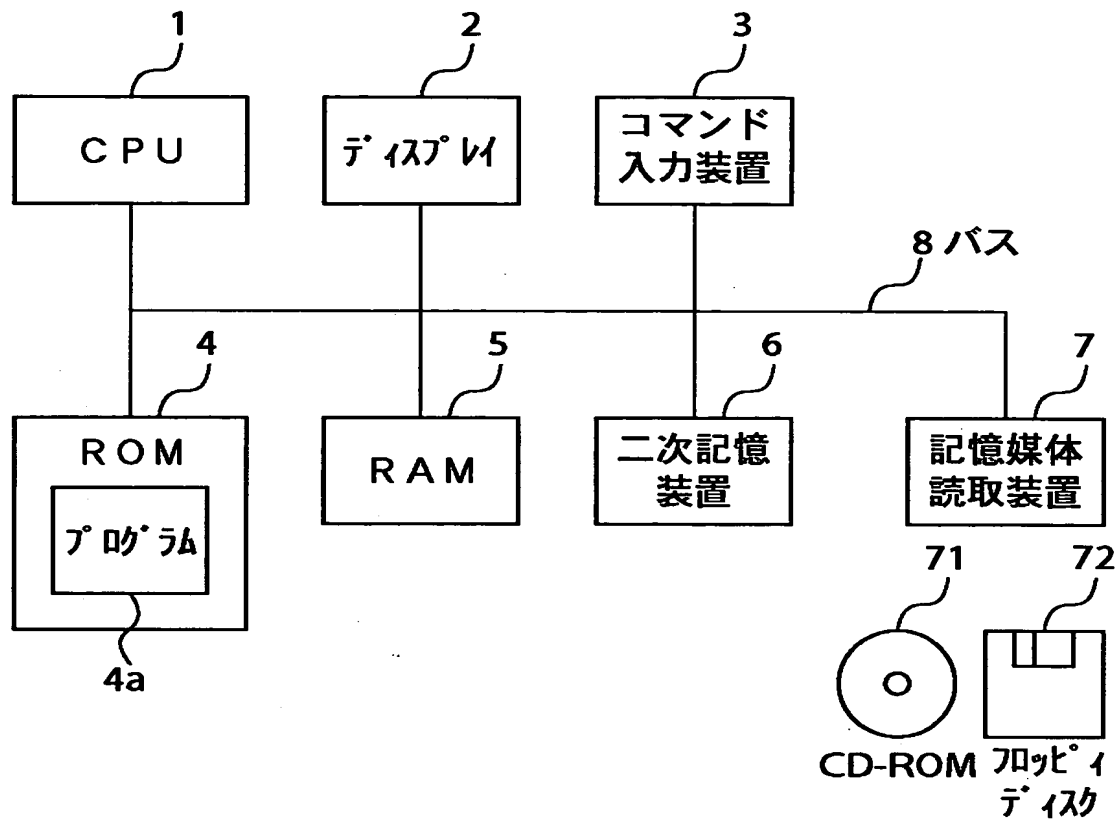 1
2
3
CPU
ﾃﾞｨｽﾌﾟﾚｲ
コマンド
入力装置
8 バス
4
5
6
7
ROM
RAM
二次記憶
装置
記憶媒体
読取装置
ﾌﾟﾛｸﾞﾗﾑ
4a
71
72
CD-ROM
ﾌﾛｯﾋﾟｨ
ﾃﾞｨｽｸ